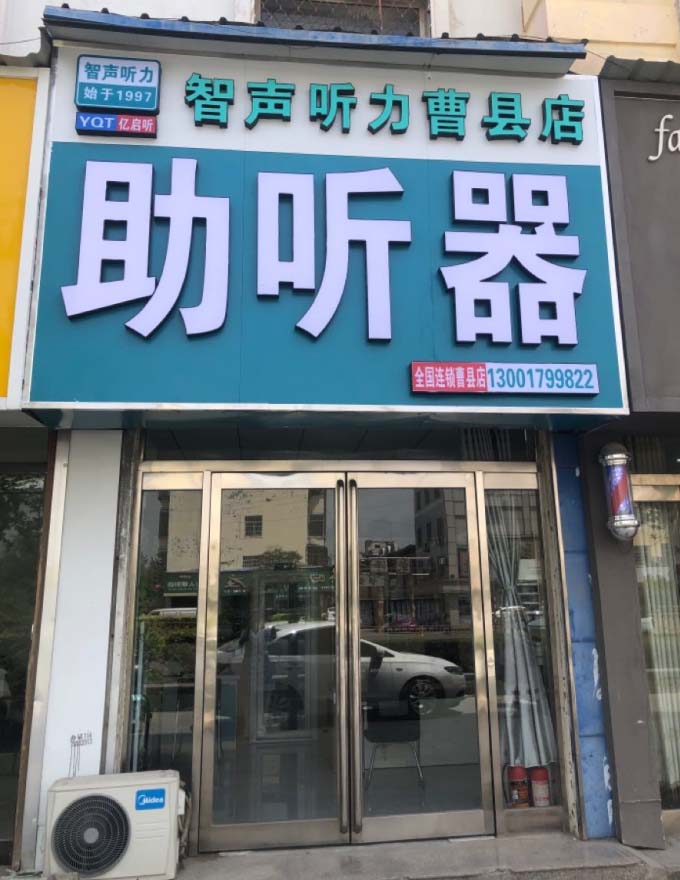 智声听力
始于1997
YQT 亿启听
智声听力曹县店
助听器
全国连锁曹县店 13001799822
Midea
fa